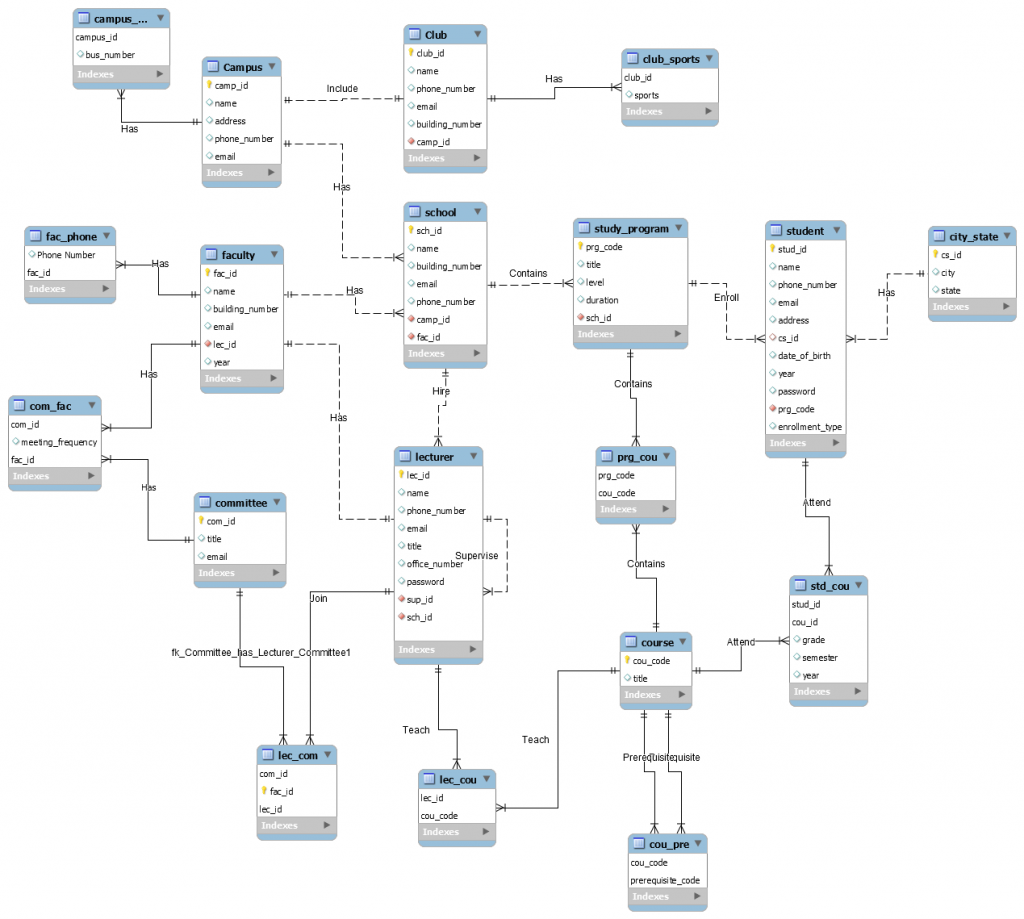 campus_...
campus_id
bus_number
Indexes
Has
Campus
camp_id
name
address
phone_number
email
Indexes
Include
Club
club_id
name
phone_number
email
building_number
camp_id
Indexes
Has
club_sports
club_id
sports
Indexes
Has
fac_phone
Phone Number
fac_id
Indexes
Has
faculty
fac_id
name
building_number
email
lec_id
year
Indexes
Has
school
sch_id
name
building_number
email
phone_number
camp_id
fac_id
Indexes
Contains
study_program
prg_code
title
level
duration
sch_id
Indexes
Enroll
student
stud_id
name
phone_number
email
address
cs_id
date_of_birth
year
password
prg_code
enrollment_type
Indexes
Has
city_state
cs_id
city
state
Indexes
Has
com_fac
com_id
meeting_frequency
fac_id
Indexes
Has
Has
Hire
committee
com_id
title
email
Indexes
lecturer
lec_id
name
phone_number
email
title
office_number
password
sup_id
sch_id
Indexes
Supervise
Contains
prg_cou
prg_code
cou_code
Indexes
Contains
Attend
std_cou
stud_id
cou_id
grade
semester
year
Indexes
Attend
course
cou_code
title
Indexes
Join
fk_Committee_has_Lecturer_Committee1
Teach
Teach
lec_com
com_id
fac_id
lec_id
Indexes
lec_cou
lec_id
cou_code
Indexes
Prerequisite
Prerequisite
cou_pre
cou_code
prerequisite_code
Indexes